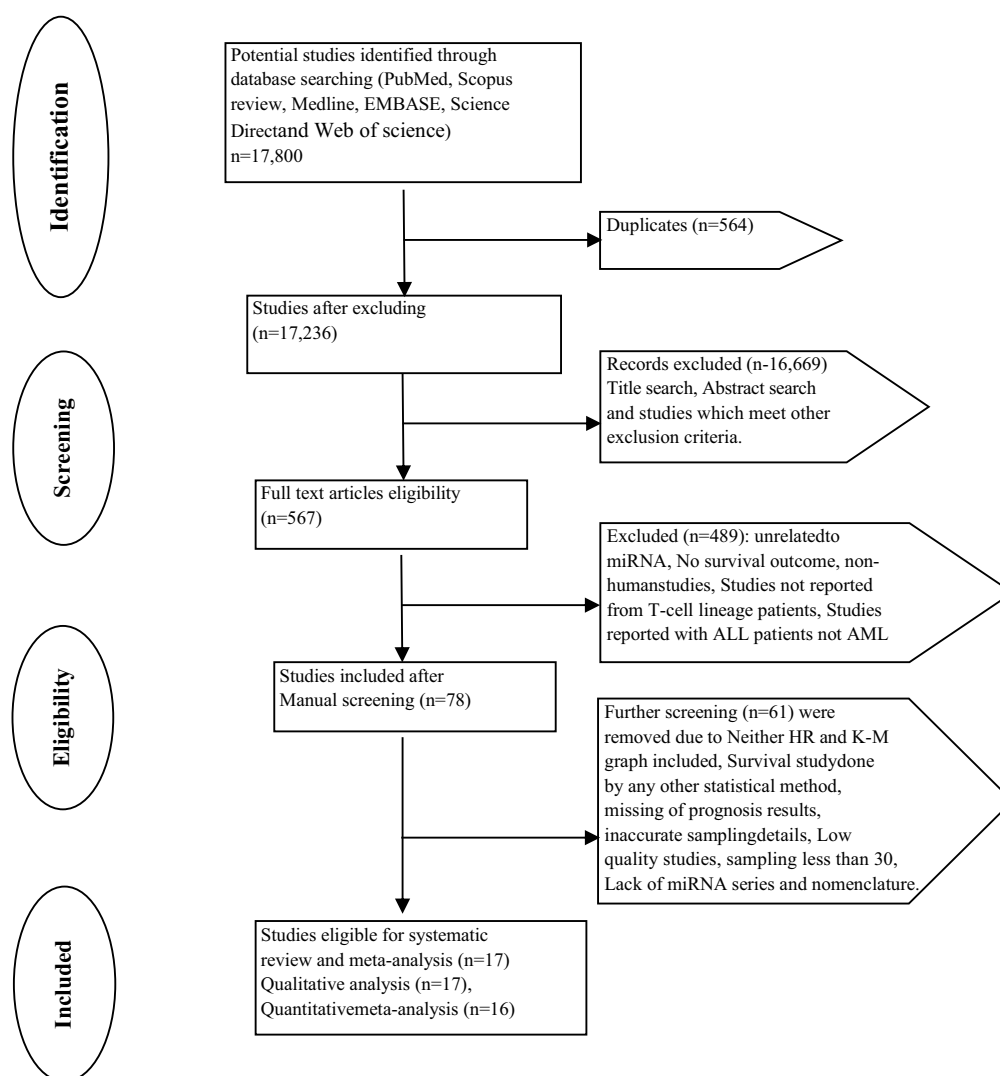 Identification
Potential studies identified through
database searching (PubMed, Scopus
review, Medline, EMBASE, Science
Directand Web of science)
n=17,800
Duplicates (n=564)
Studies after excluding
(n=17,236)
Screening
Records excluded (n-16,669)
Title search, Abstract search
and studies which meet other
exclusion criteria.
Full text articles eligibility
(n=567)
Excluded (n=489): unrelatedto
miRNA, No survival outcome, non-
humanstudies, Studies not reported
from T-cell lineage patients, Studies
reported with ALL patients not AML
Eligibility
Studies included after
Manual screening (n=78)
Further screening (n=61) were
removed due to Neither HR and K-M
graph included, Survival studydone
by any other statistical method,
missing of prognosis results,
inaccurate samplingdetails, Low
quality studies, sampling less than 30,
Lack of miRNA series and nomenclature.
Included
Studies eligible for systematic
review and meta-analysis (n=17)
Qualitative analysis (n=17),
Quantitativemeta-analysis (n=16)